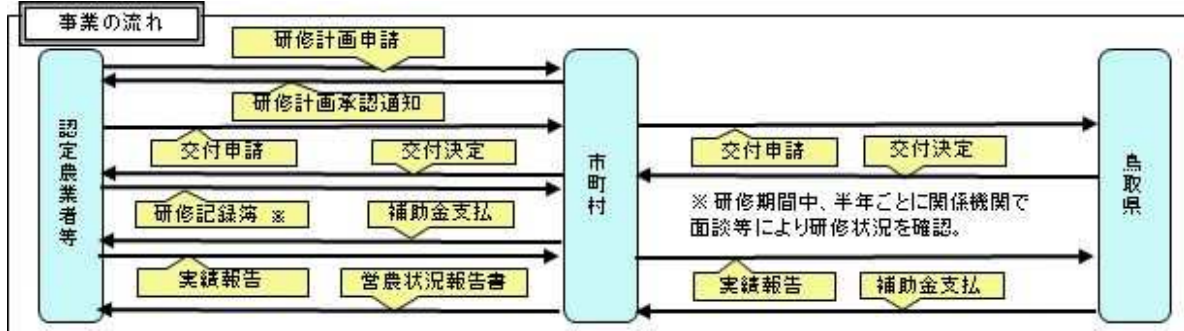 事業の流れ
研修計画申請
研修計画承認通知
認定農業者等
市町村
鳥取県
交付申請
交付決定
交付申請
交付決定
研修記録簿 ※
補助金支払
※ 研修期間中、半年ごとに関係機関で
面談等により研修状況を確認。
実績報告
営農状況報告書
実績報告
補助金支払